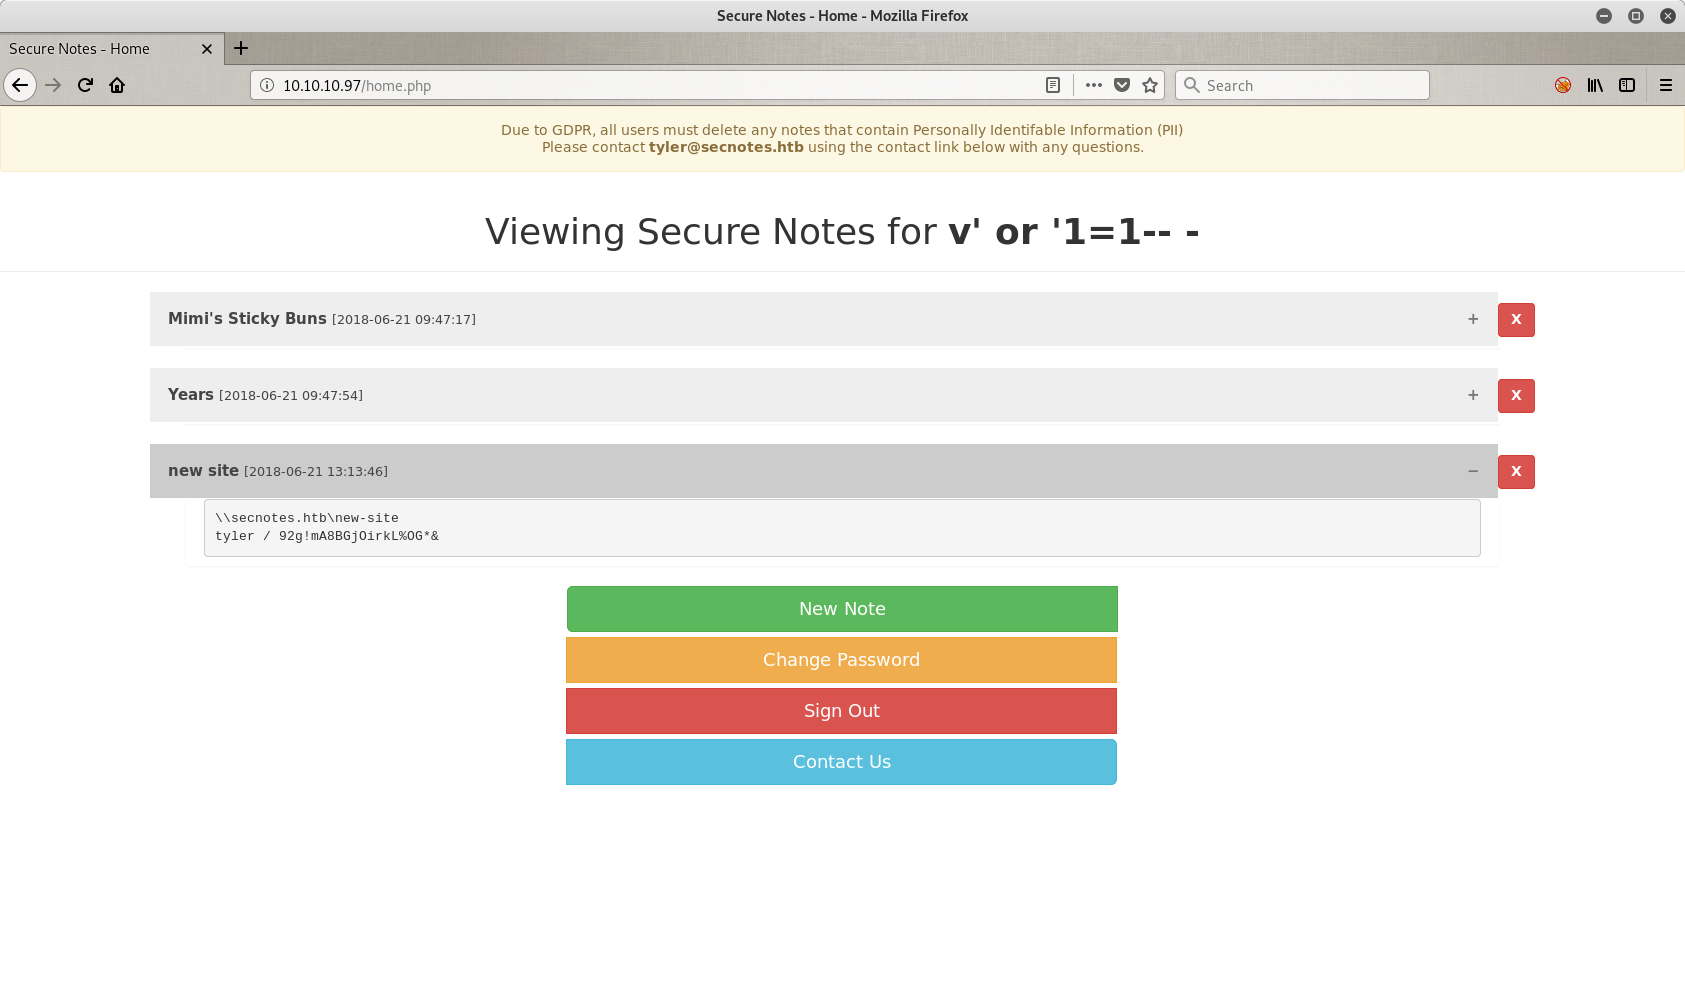 Secure Notes - Home - Mozilla Firefox
Secure Notes - Home
10.10.10.97/home.php
Search
Due to GDPR, all users must delete any notes that contain Personally Identifable Information (PII)
Please contact tyler@secnotes.htb using the contact link below with any questions.
Viewing Secure Notes for v' or '1=1-- -
Mimi's Sticky Buns [2018-06-21 09:47:17] + X
Years [2018-06-21 09:47:54] + X
new site [2018-06-21 13:13:46] − X
\\secnotes.htb\new-site
tyler / 92g!mA8BGjOirkL%OG*&
New Note
Change Password
Sign Out
Contact Us